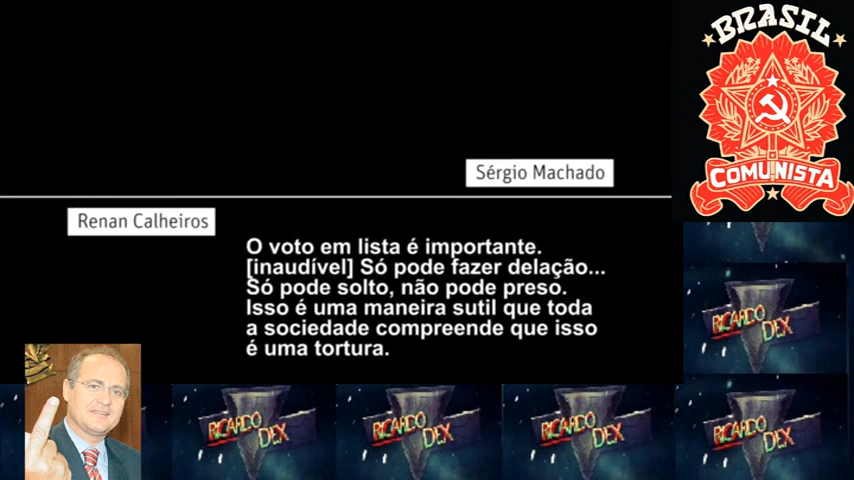 BRASIL
COMUNISTA
Sérgio Machado
Renan Calheiros
O voto em lista é importante.
[inaudível] Só pode fazer delação...
Só pode solto, não pode preso.
Isso é uma maneira sutil que toda
a sociedade compreende que isso
é uma tortura.
RICARDO
DEX
RICARDO
DEX
RICARDO
DEX
RICARDO
DEX
RICARDO
DEX